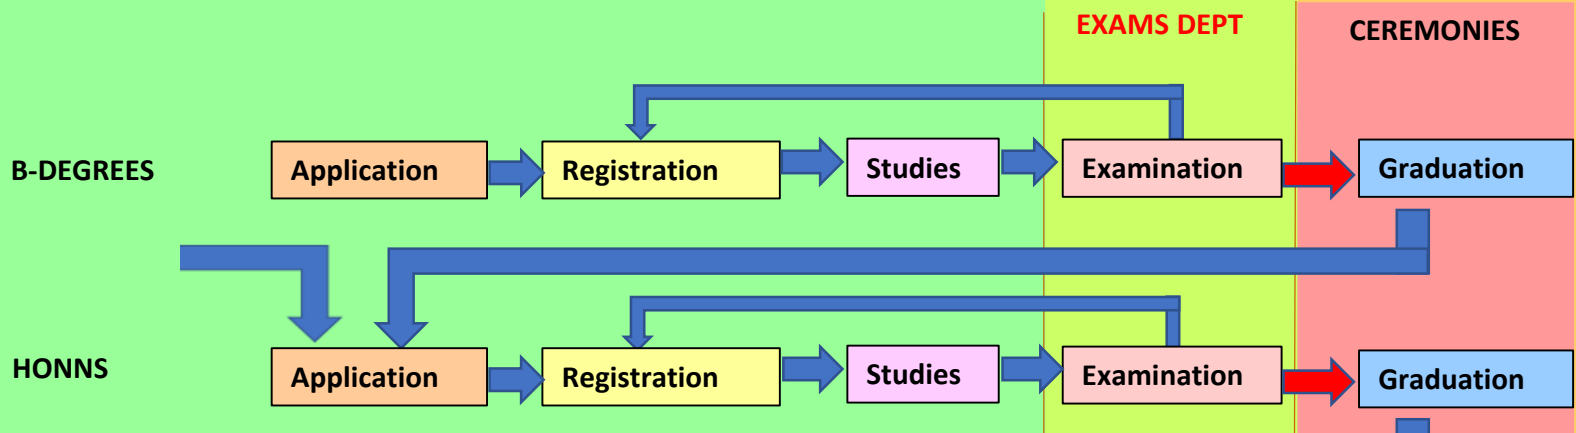 EXAMS DEPT
CEREMONIES
B-DEGREES
Application
Registration
Studies
Examination
Graduation
HONNS
Application
Registration
Studies
Examination
Graduation